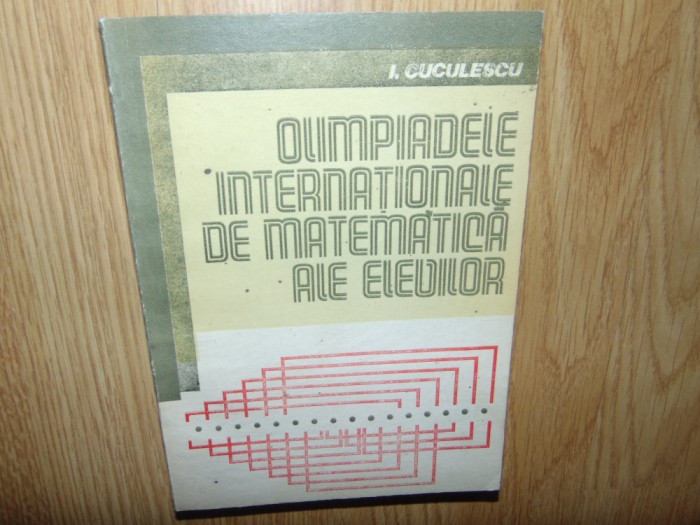 I. CUCULESCU
OLIMPIADELE
INTERNAȚIONALE
DE MATEMATICĂ
ALE ELEVILOR